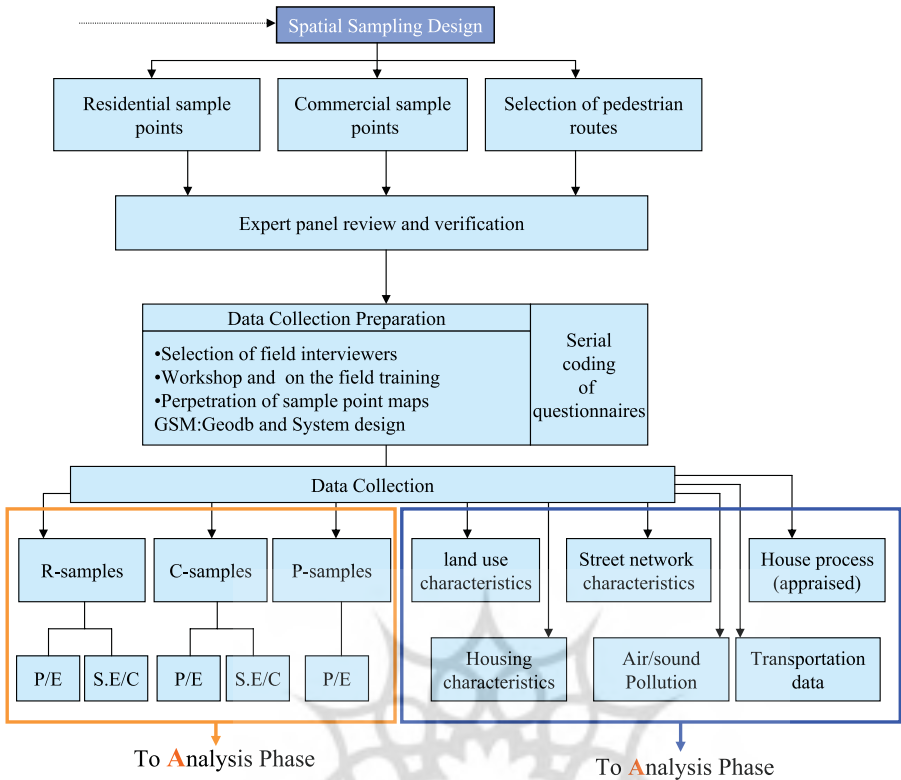 Spatial Sampling Design
Residential sample
points
Commercial sample
points
Selection of pedestrian
routes
Expert panel review and verification
Data Collection Preparation
•Selection of field interviewers
•Workshop and on the field training
•Perpetration of sample point maps
GSM:Geodb and System design
Serial
coding
of
questionnaires
Data Collection
R-samples
C-samples
P-samples
P/E
S.E/C
P/E
S.E/C
P/E
land use
characteristics
Street network
characteristics
House process
(appraised)
Housing
characteristics
Air/sound
Pollution
Transportation
data
To Analysis Phase
To Analysis Phase